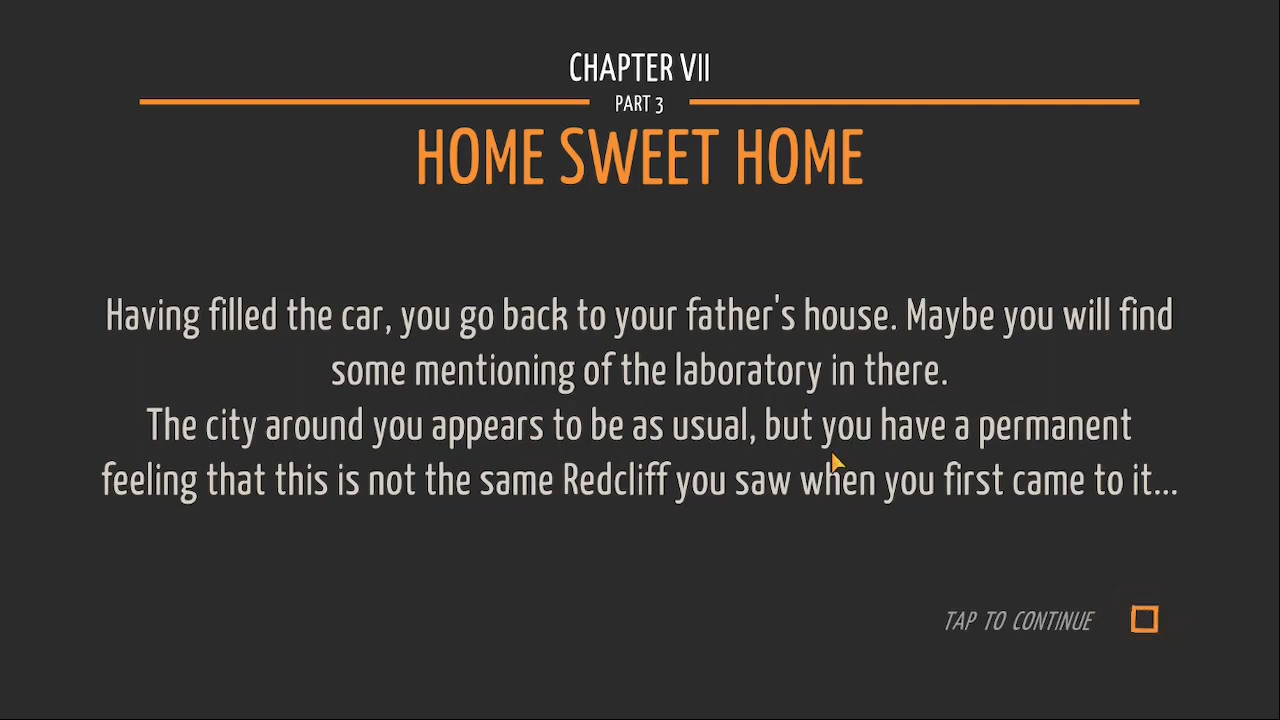 CHAPTER VII
PART 3
HOME SWEET HOME
Having filled the car, you go back to your father's house. Maybe you will find
some mentioning of the laboratory in there.
The city around you appears to be as usual, but you have a permanent
feeling that this is not the same Redcliff you saw when you first came to it...
TAP TO CONTINUE